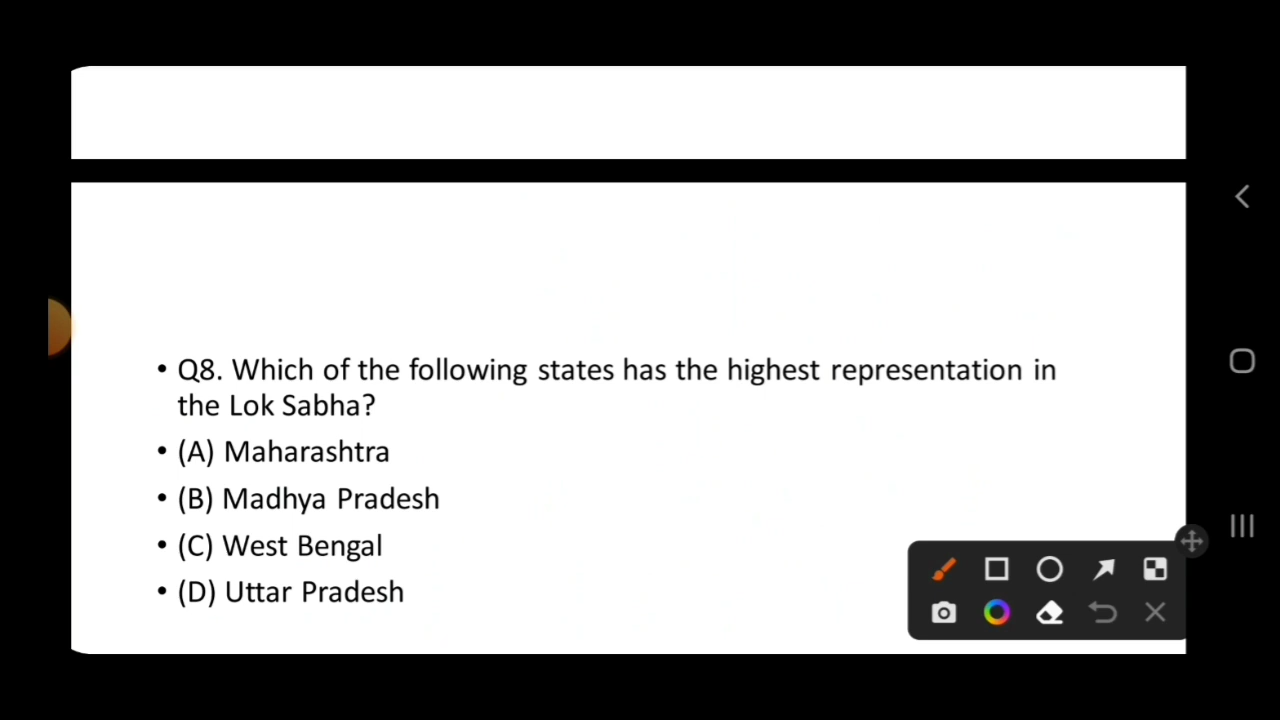 • Q8. Which of the following states has the highest representation in
the Lok Sabha?
• (A) Maharashtra
• (B) Madhya Pradesh
• (C) West Bengal
• (D) Uttar Pradesh